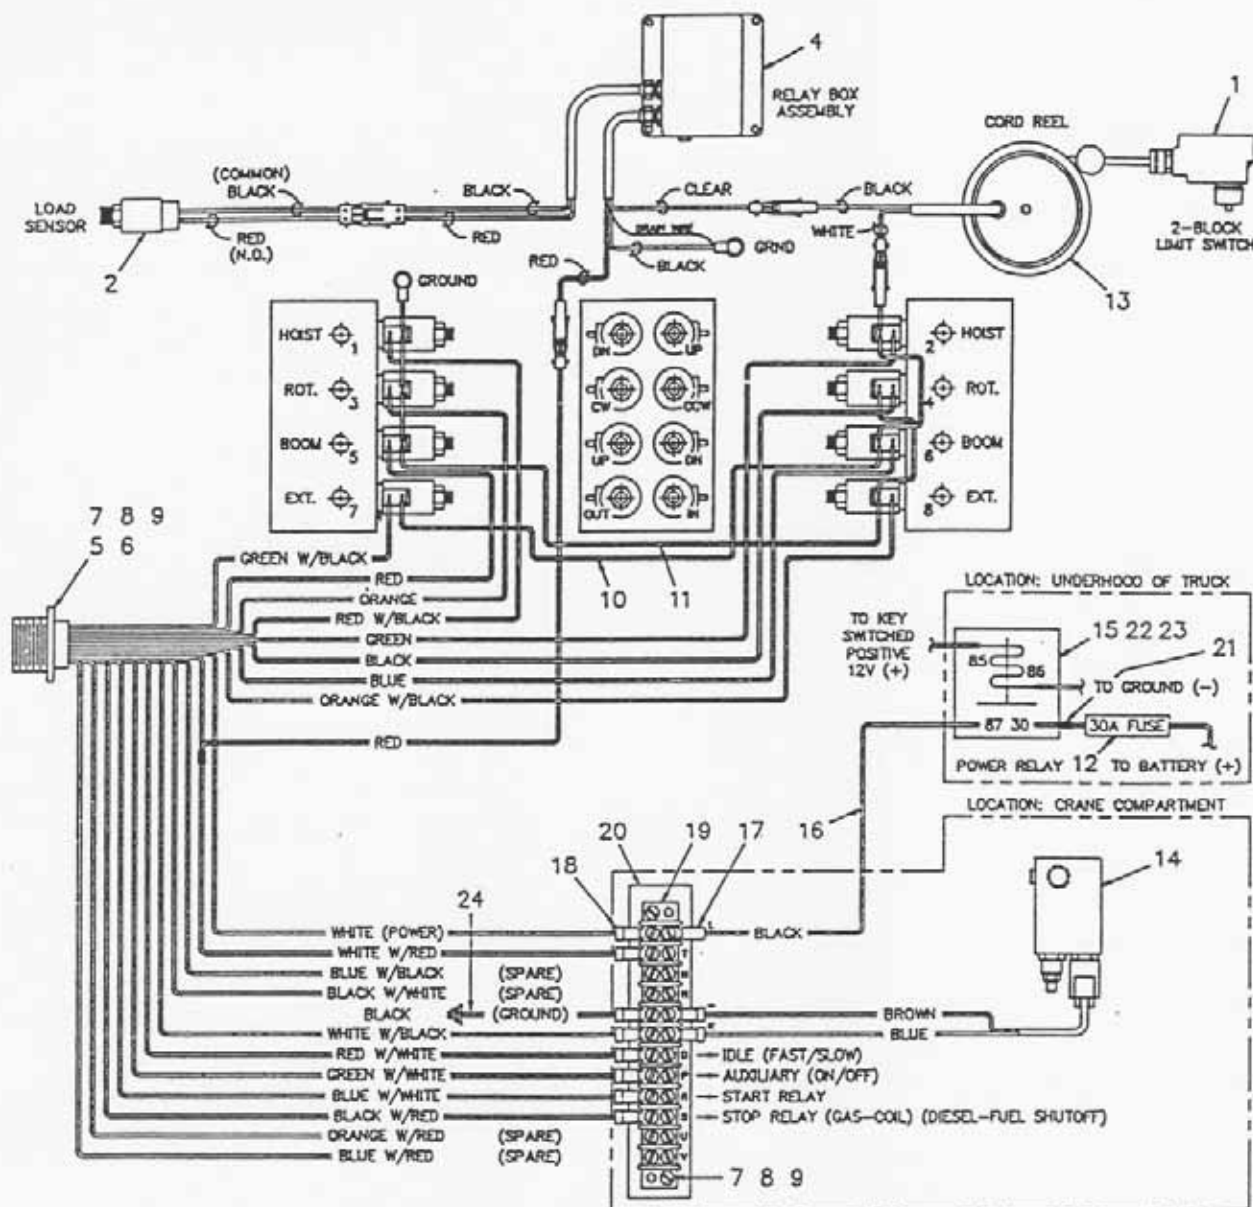 4
RELAY BOX
ASSEMBLY
1
CORD REEL
2-BLOCK
LIMIT SWITCH
13
(COMMON)
BLACK
BLACK
CLEAR
BLACK
LOAD
SENSOR
RED
(N.O.)
RED
DRAIN WIRE
GRND
BLACK
WHITE
2
RED
GROUND
HOIST 1
ROT. 3
BOOM 5
EXT. 7
DN UP
CW CCW
UP DN
OUT IN
2 HOIST
4 ROT.
6 BOOM
8 EXT.
7 8 9
5 6
GREEN W/BLACK
RED
ORANGE
RED W/BLACK
GREEN
BLACK
BLUE
ORANGE W/BLACK
RED
10 11
LOCATION: UNDERHOOD OF TRUCK
TO KEY
SWITCHED
POSITIVE
12V (+)
85
86
15 22 23
21
TO GROUND (-)
87 30
30A FUSE
POWER RELAY 12 TO BATTERY (+)
LOCATION: CRANE COMPARTMENT
16
14
20
19
17
18
24
WHITE (POWER)
BLACK
WHITE W/RED
T
BLUE W/BLACK (SPARE)
BLACK W/WHITE (SPARE)
BLACK (GROUND)
BROWN
WHITE W/BLACK
BLUE
RED W/WHITE
IDLE (FAST/SLOW)
GREEN W/WHITE
P
AUXILIARY (ON/OFF)
BLUE W/WHITE
R
START RELAY
BLACK W/RED
S
STOP RELAY (GAS-COIL) (DIESEL-FUEL SHUTOFF)
ORANGE W/RED (SPARE)
U
BLUE W/RED (SPARE)
V
7 8 9